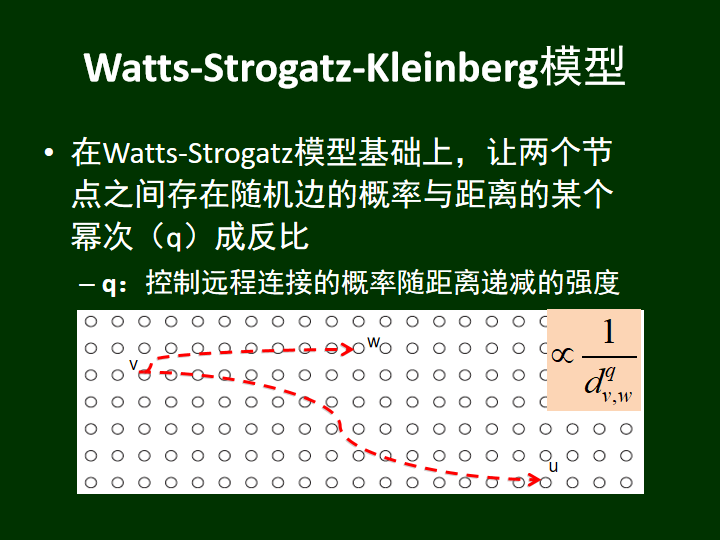 Watts-Strogatz-Kleinberg模型
• 在Watts-Strogatz模型基础上，让两个节
点之间存在随机边的概率与距离的某个
幂次（q）成反比
– q：控制远程连接的概率随距离递减的强度
w
v
∝ 1 / d_{v,w}^q
u